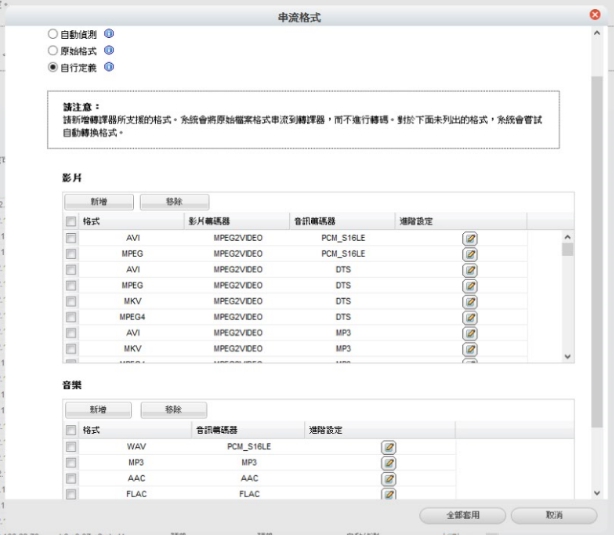 串流格式
自動偵測
原始格式
自行定義
請注意：
請新增轉譯器所支援的格式。系統會將原始檔案格式串流到轉譯器，而不進行轉碼。對於下面未列出的格式，系統會嘗試
自動轉換格式。
影片
新增 移除
格式 影片編碼器 音訊編碼器 進階設定
AVI MPEG2VIDEO PCM_S16LE
MPEG MPEG2VIDEO PCM_S16LE
AVI MPEG2VIDEO DTS
MPEG MPEG2VIDEO DTS
MKV MPEG2VIDEO DTS
MPEG4 MPEG2VIDEO DTS
AVI MPEG2VIDEO MP3
MKV MPEG2VIDEO MP3
音樂
新增 移除
格式 音訊編碼器 進階設定
WAV PCM_S16LE
MP3 MP3
AAC AAC
FLAC FLAC
全部套用 取消